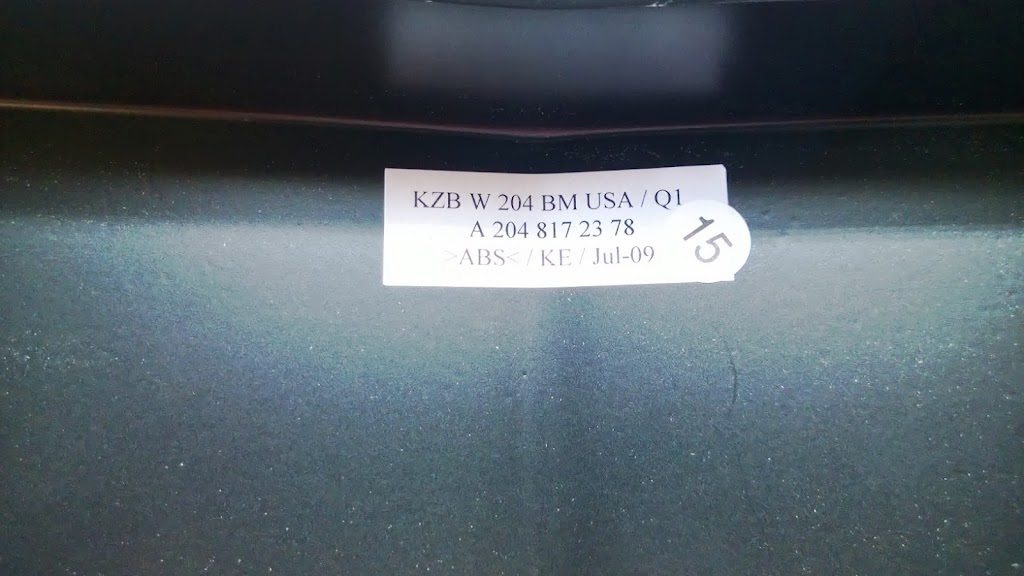 KZB W 204 BM USA / Q1
A 204 817 23 78
>ABS< / KE / Jul-09
15